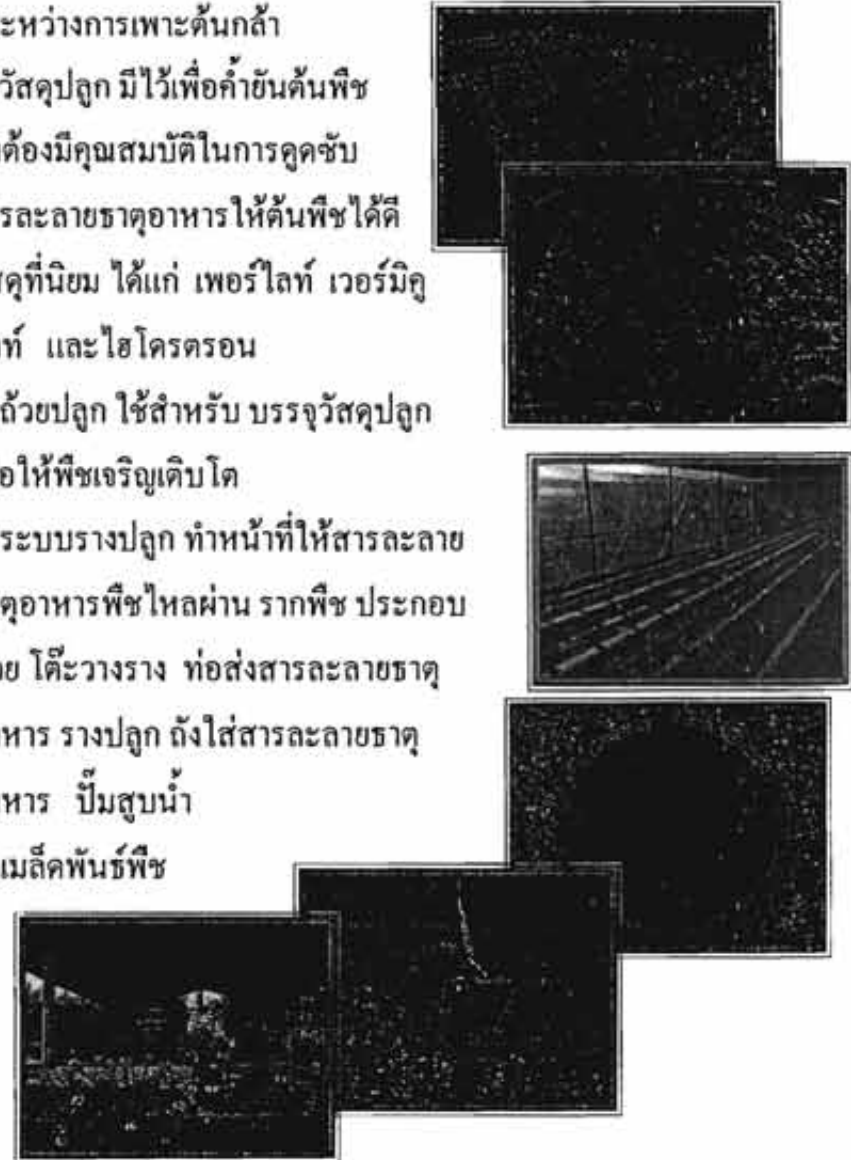 ะหว่างการเพาะต้นกล้า
วัสดุปลูก มีไว้เพื่อค้ำยันต้นพืช
ต้องมีคุณสมบัติในการดูดซับ
รละลายธาตุอาหารให้ต้นพืชได้ดี
สดุที่นิยม ได้แก่ เพอร์ไลท์ เวอร์มิคู
ท์ และไฮโดรตรอน
ถ้วยปลูก ใช้สำหรับ บรรจุวัสดุปลูก
อให้พืชเจริญเติบโต
ระบบรางปลูก ทำหน้าที่ให้สารละลาย
ตุอาหารพืชไหลผ่าน รากพืช ประกอบ
วย โต๊ะวางราง ท่อส่งสารละลายธาตุ
หาร รางปลูก ถังใส่สารละลายธาตุ
หาร ปั๊มสูบน้ำ
เมล็ดพันธ์พืช